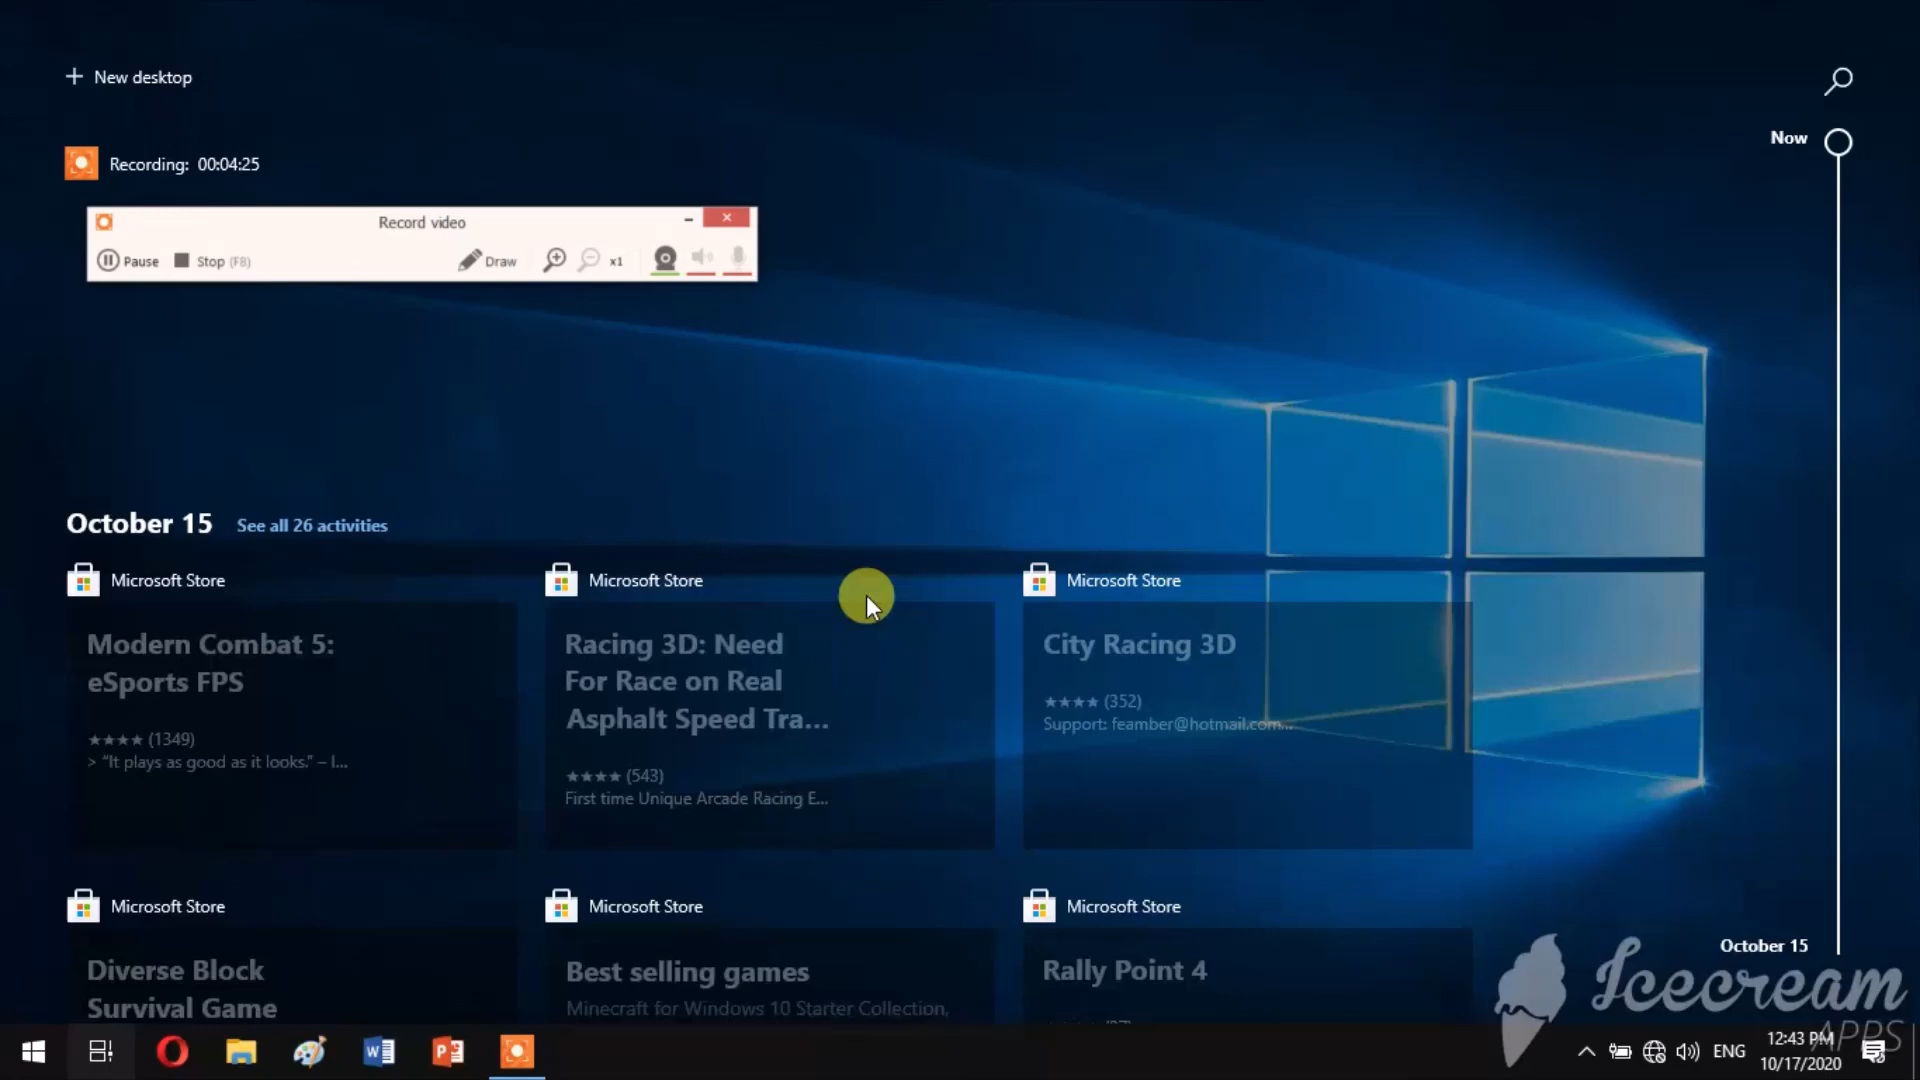 + New desktop
Now
Recording: 00:04:25
Record video
Pause Stop (F8) Draw x1
October 15 See all 26 activities
Microsoft Store
Modern Combat 5:
eSports FPS
★★★★ (1349)
> “It plays as good as it looks.” – I...
Microsoft Store
Racing 3D: Need
For Race on Real
Asphalt Speed Tra...
★★★★ (543)
First time Unique Arcade Racing E...
Microsoft Store
City Racing 3D
★★★★ (352)
Support: feamber@hotmail.com...
Microsoft Store
Diverse Block
Survival Game
Microsoft Store
Best selling games
Minecraft for Windows 10 Starter Collection,
Microsoft Store
Rally Point 4
October 15
Icecream
APPS
ENG
12:43 PM
10/17/2020